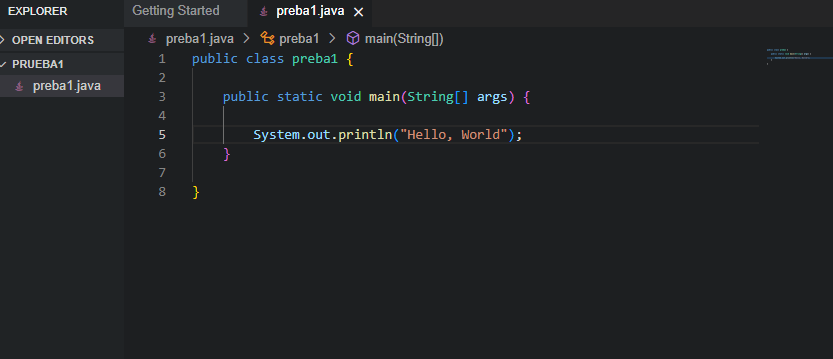 EXPLORER
Getting Started
preba1.java
OPEN EDITORS
PRUEBA1
preba1.java
preba1.java > preba1 > main(String[])
1 public class preba1 {
2
3 public static void main(String[] args) {
4
5 System.out.println("Hello, World");
6 }
7
8 }